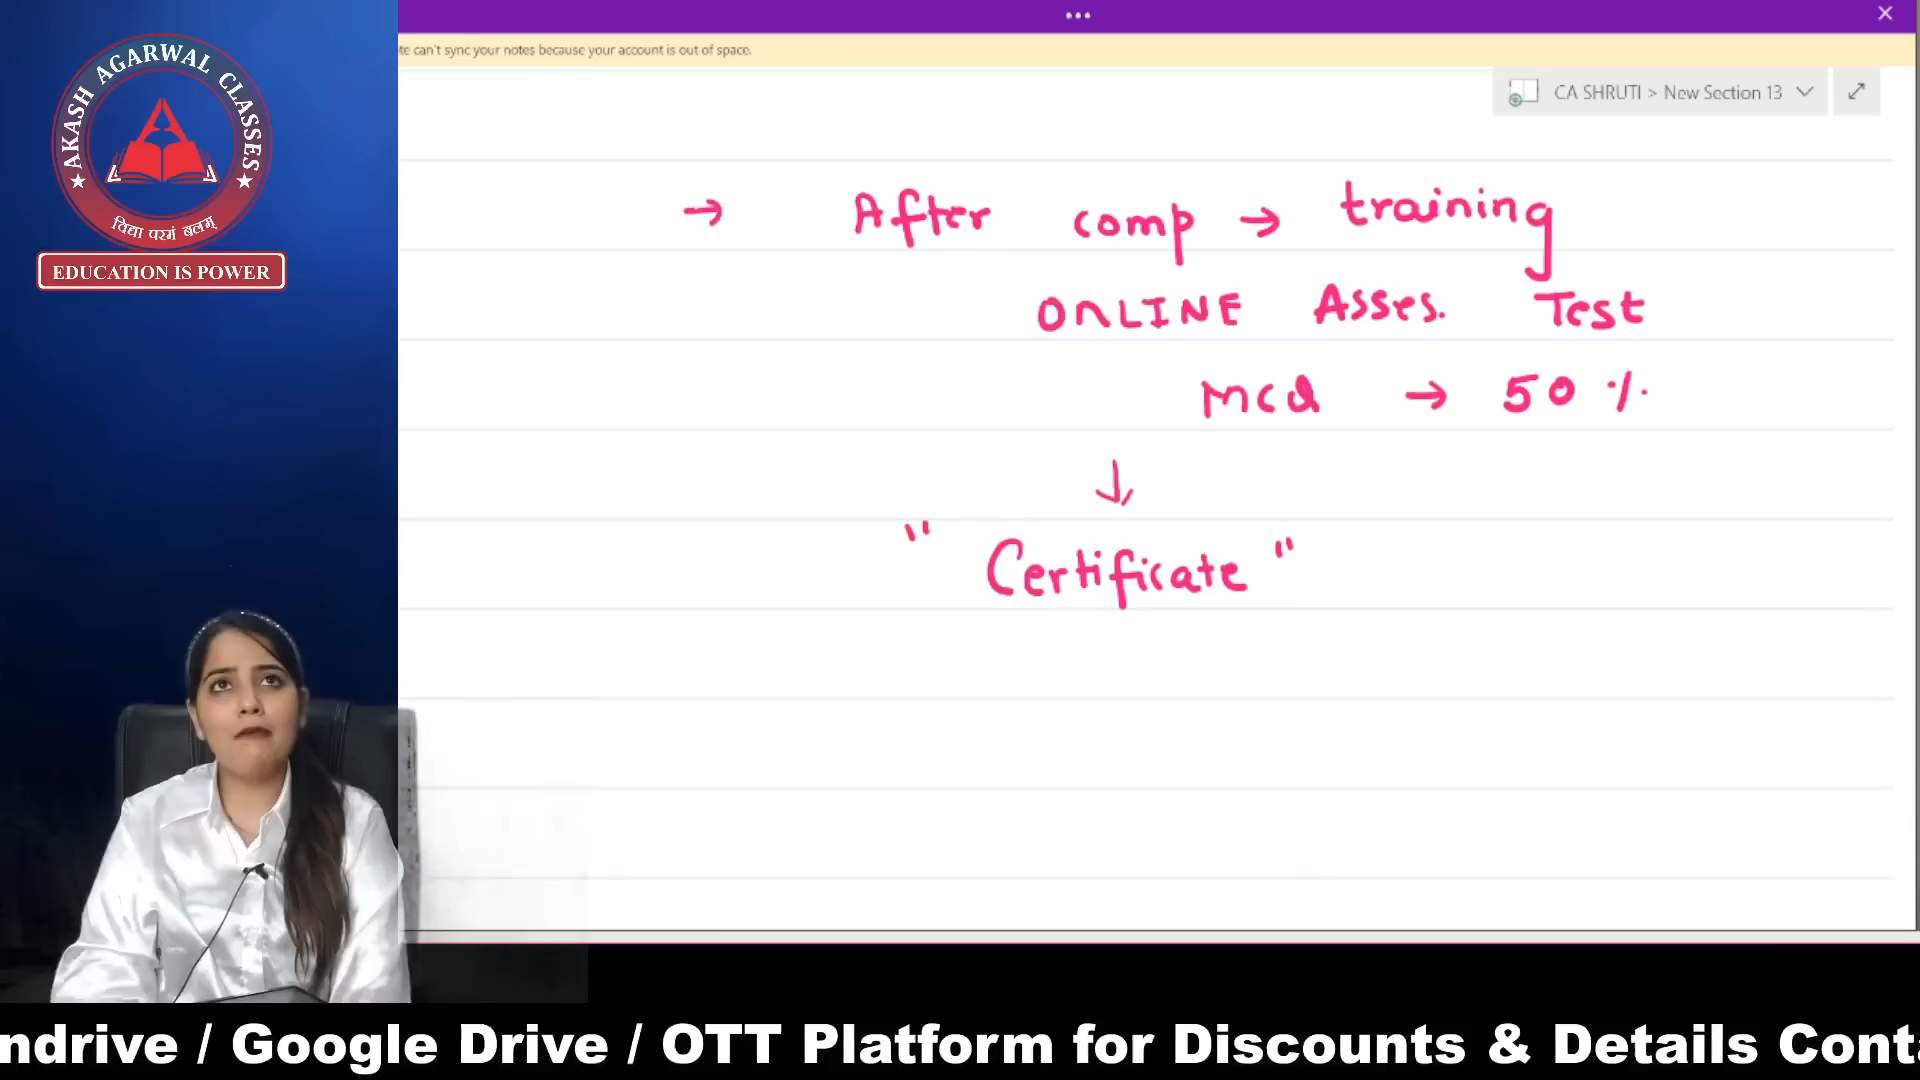 AKASH AGARWAL CLASSES
विद्या परमं बलम्
EDUCATION IS POWER
te can't sync your notes because your account is out of space.
CA SHRUTI > New Section 13
→ After comp → training
ONLINE Asses. Test
MCQ → 50 %
↓
" Certificate "
ndrive / Google Drive / OTT Platform for Discounts & Details Conta